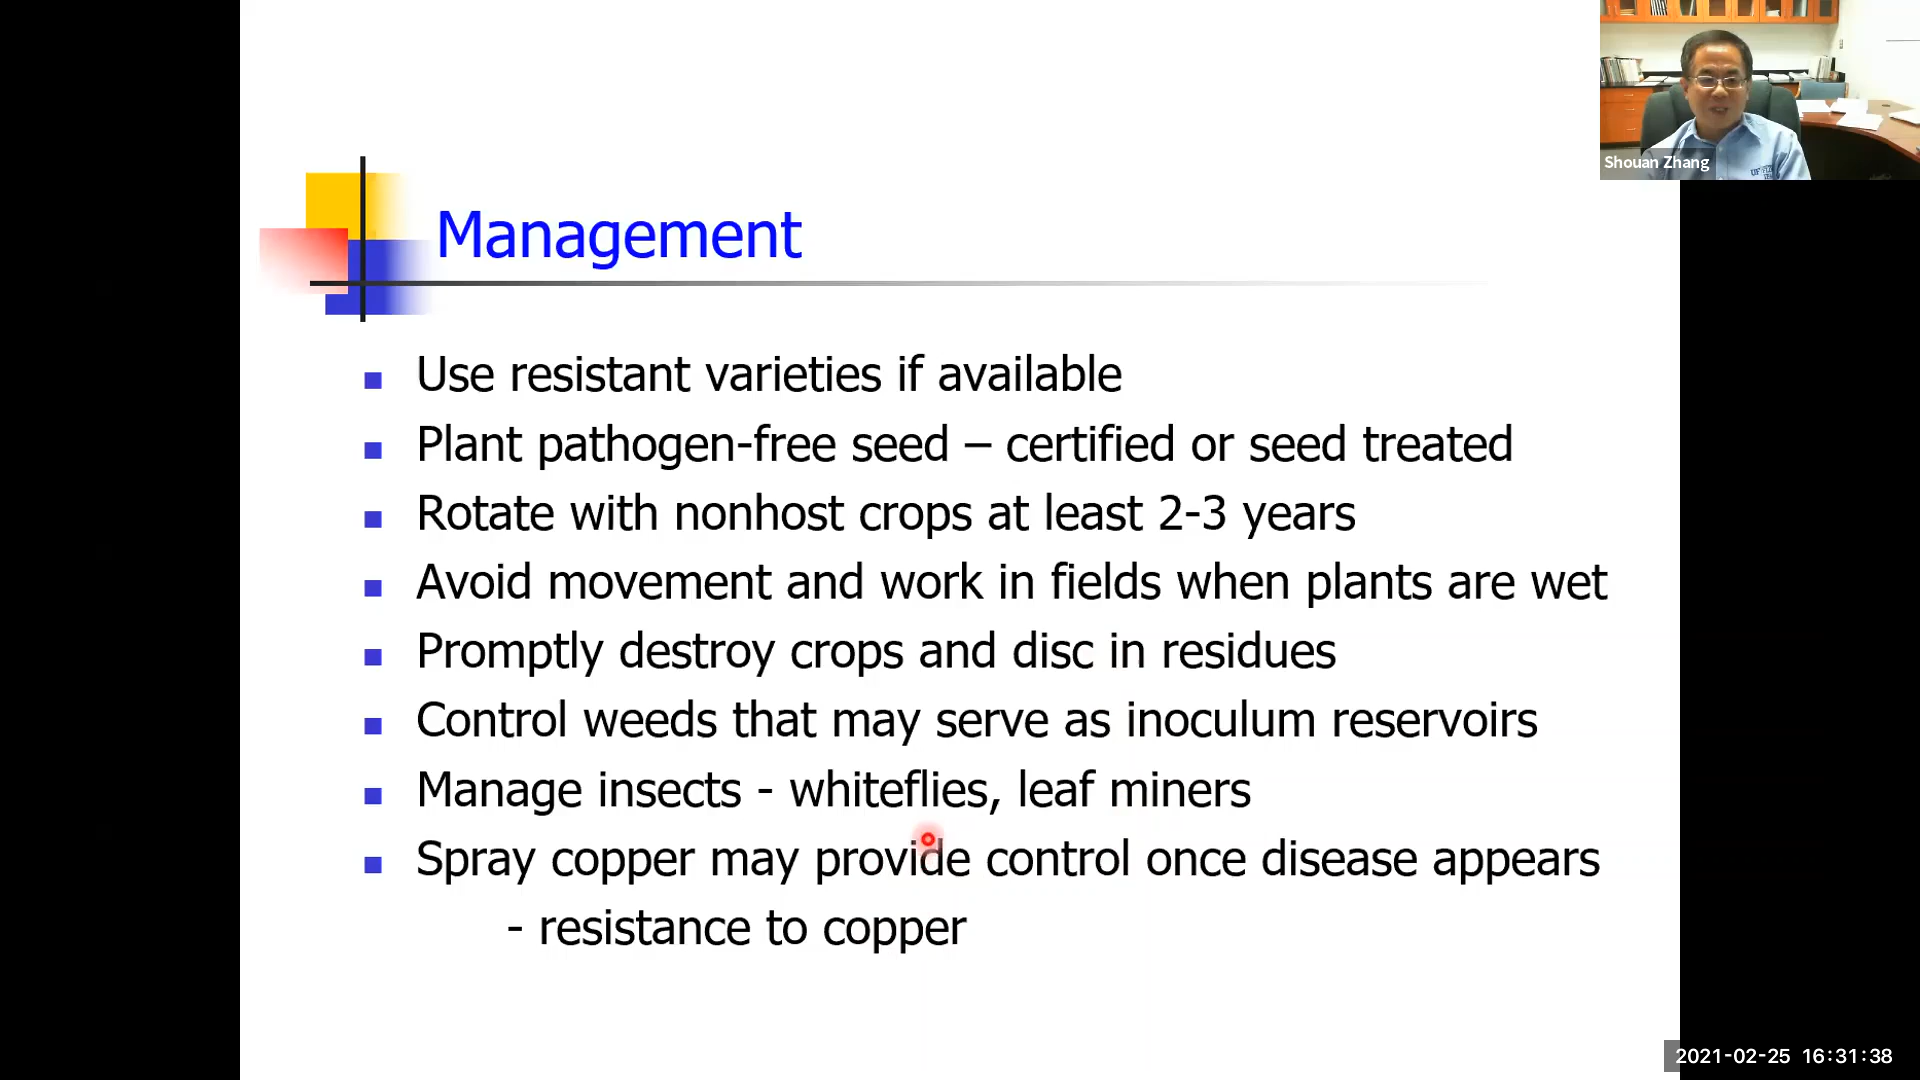 Shouan Zhang
Management
Use resistant varieties if available
Plant pathogen-free seed – certified or seed treated
Rotate with nonhost crops at least 2-3 years
Avoid movement and work in fields when plants are wet
Promptly destroy crops and disc in residues
Control weeds that may serve as inoculum reservoirs
Manage insects - whiteflies, leaf miners
Spray copper may provide control once disease appears
- resistance to copper
2021-02-25 16:31:38